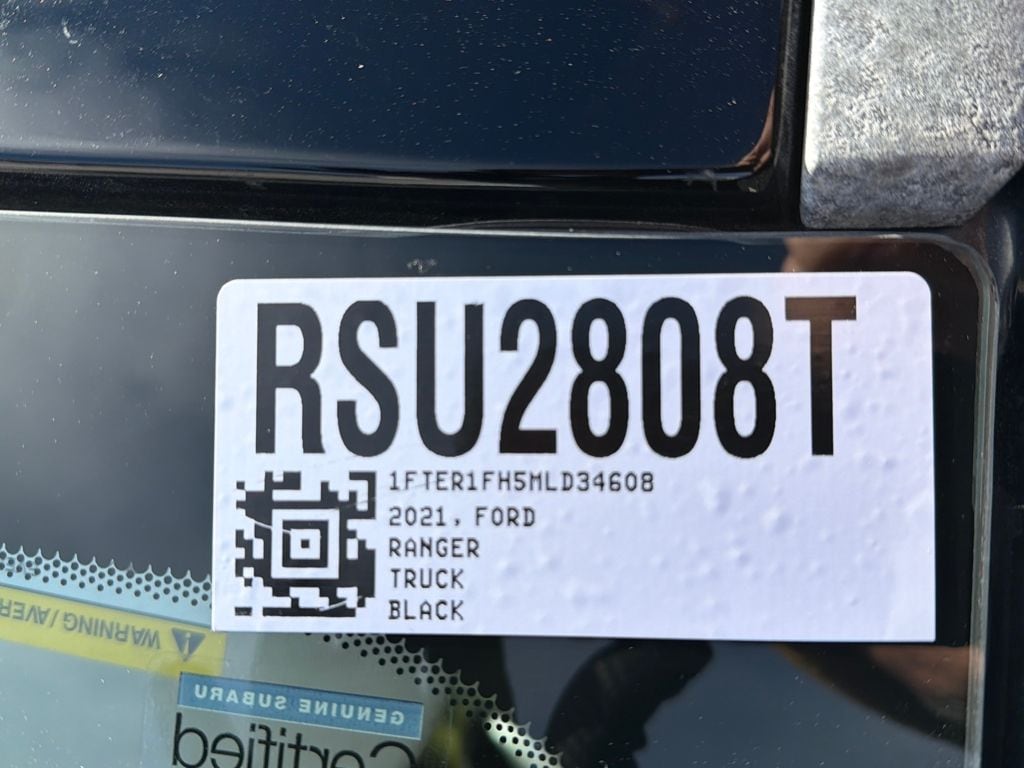 RSU2808T
1FTER1FH5MLD34608
2021, FORD
RANGER
TRUCK
BLACK
WARNING / AVER
GENUINE SUBARU
Certified